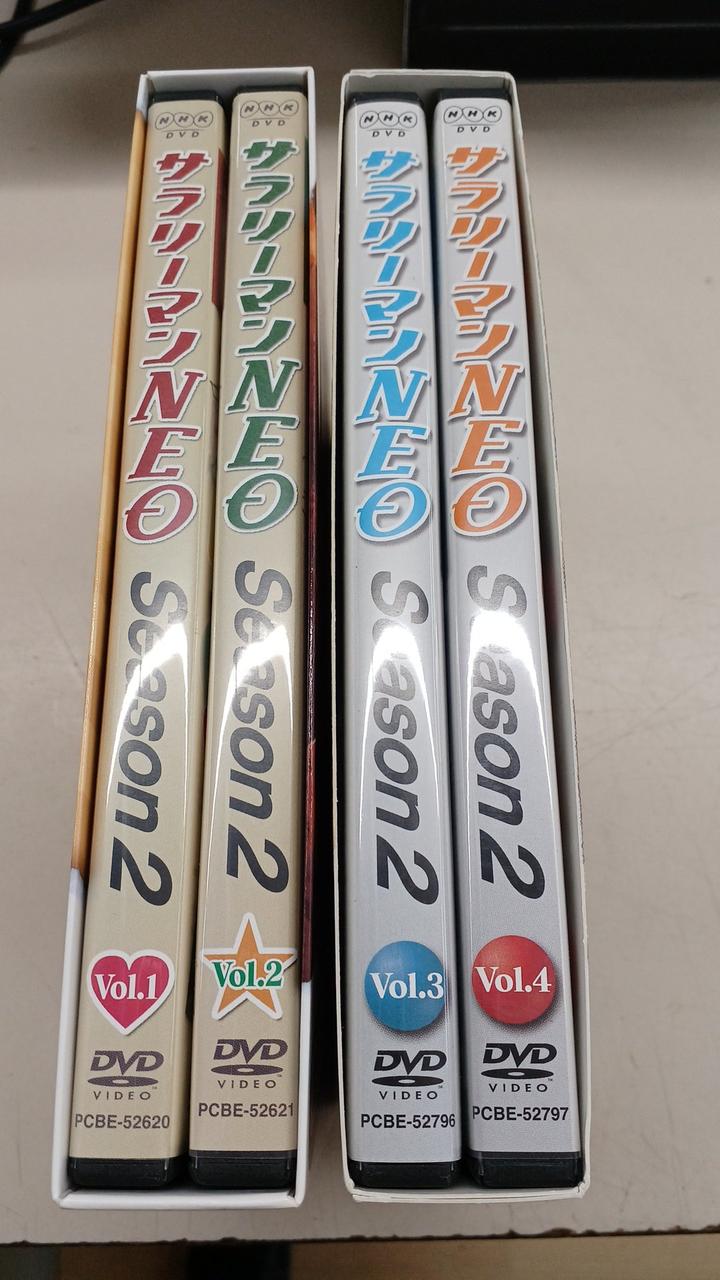 NHK
DVD
サラリーマンNEO
Season 2
Vol.1
DVD
VIDEO
PCBE-52620
NHK
DVD
サラリーマンNEO
Season 2
Vol.2
DVD
VIDEO
PCBE-52621
NHK
DVD
サラリーマンNEO
Season 2
Vol.3
DVD
VIDEO
PCBE-52796
NHK
DVD
サラリーマンNEO
Season 2
Vol.4
DVD
VIDEO
PCBE-52797